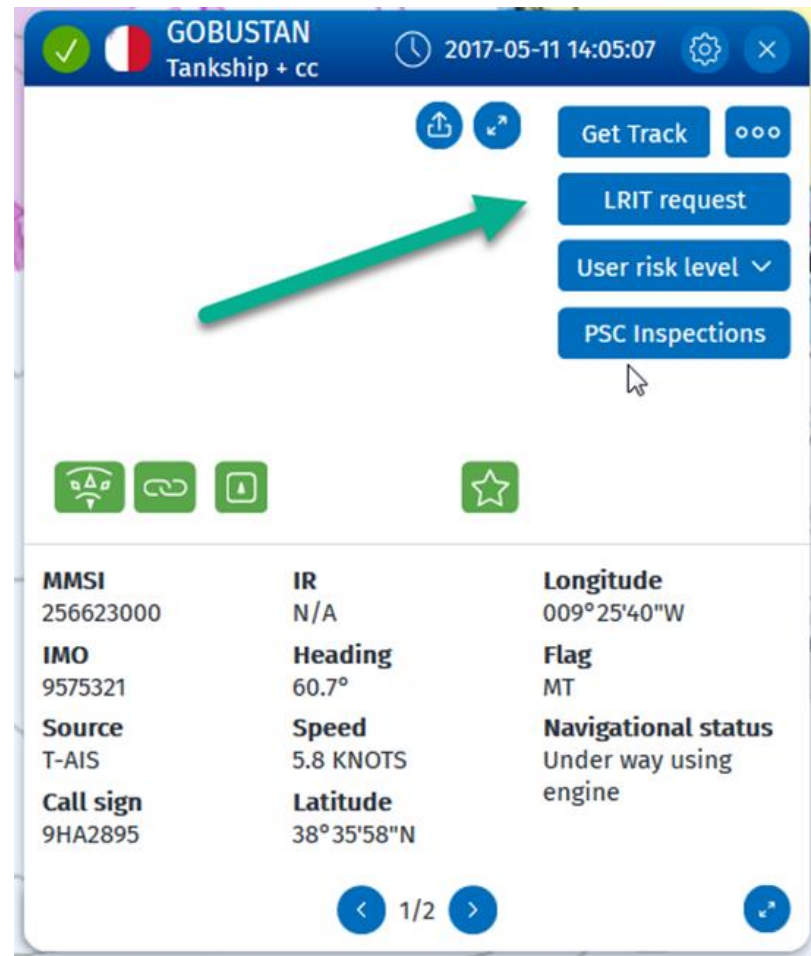 GOBUSTAN
Tankship + cc
2017-05-11 14:05:07
Get Track
LRIT request
User risk level
PSC Inspections
MMSI
256623000
IR
N/A
Longitude
009°25'40"W
IMO
9575321
Heading
60.7°
Flag
MT
Source
T-AIS
Speed
5.8 KNOTS
Navigational status
Under way using
engine
Call sign
9HA2895
Latitude
38°35'58"N
1/2